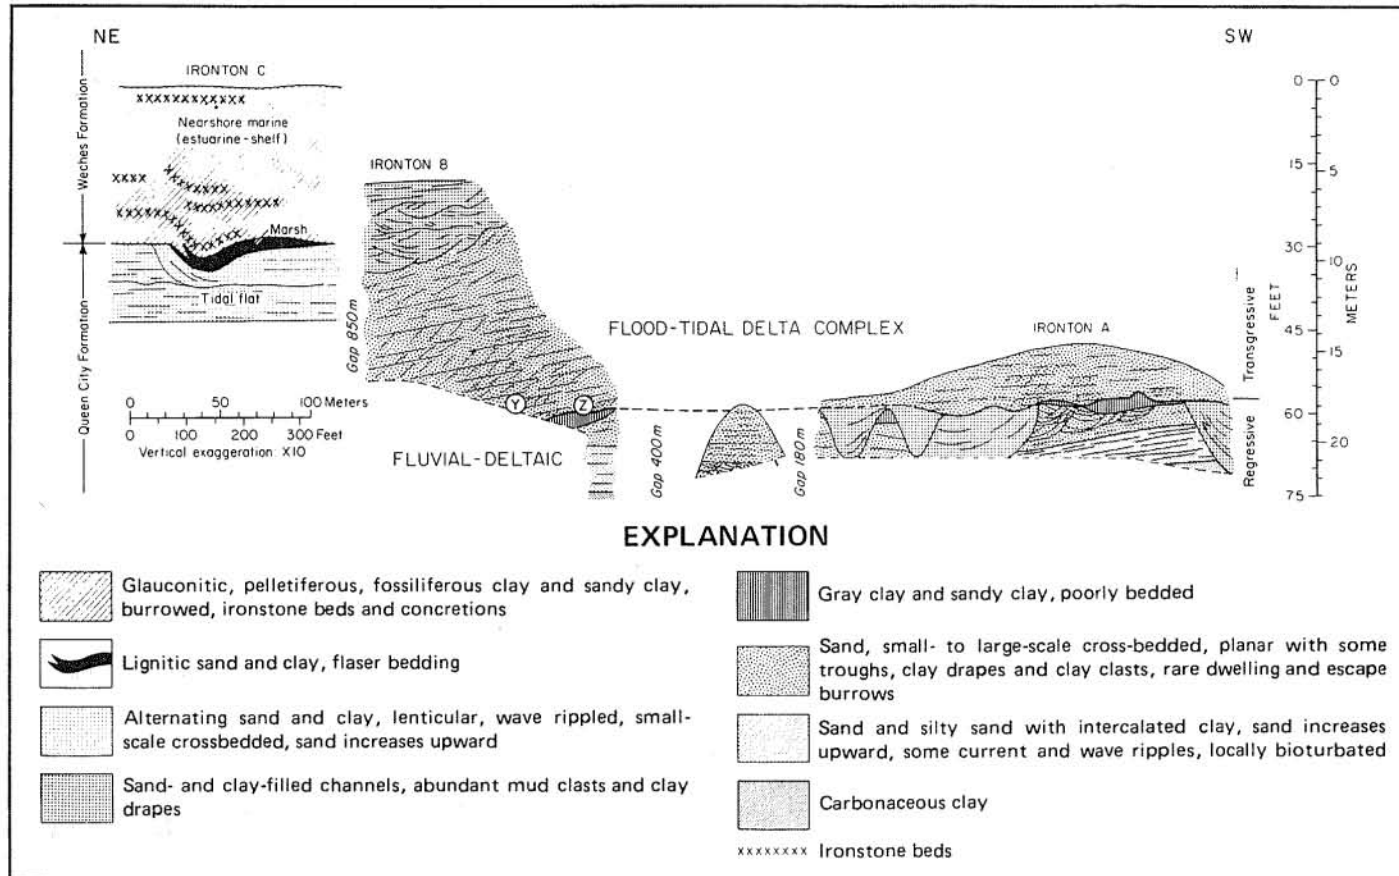 NE
SW
IRONTON C
Nearshore marine
(estuarine-shelf)
Weches Formation
IRONTON B
Marsh
Tidal flat
Queen City Formation
Gap 850m
FLOOD-TIDAL DELTA COMPLEX
IRONTON A
0 50 100 Meters
0 100 200 300 Feet
Vertical exaggeration: X10
Y
Z
FLUVIAL-DELTAIC
Gap 400m
Gap 180m
Transgressive
Regressive
FEET
METERS
0 0
15 5
30 10
45 15
60 20
75
EXPLANATION
Glauconitic, pelletiferous, fossiliferous clay and sandy clay,
burrowed, ironstone beds and concretions
Lignitic sand and clay, flaser bedding
Alternating sand and clay, lenticular, wave rippled, small-
scale crossbedded, sand increases upward
Sand- and clay-filled channels, abundant mud clasts and clay
drapes
Gray clay and sandy clay, poorly bedded
Sand, small- to large-scale cross-bedded, planar with some
troughs, clay drapes and clay clasts, rare dwelling and escape
burrows
Sand and silty sand with intercalated clay, sand increases
upward, some current and wave ripples, locally bioturbated
Carbonaceous clay
xxxxxxxx Ironstone beds